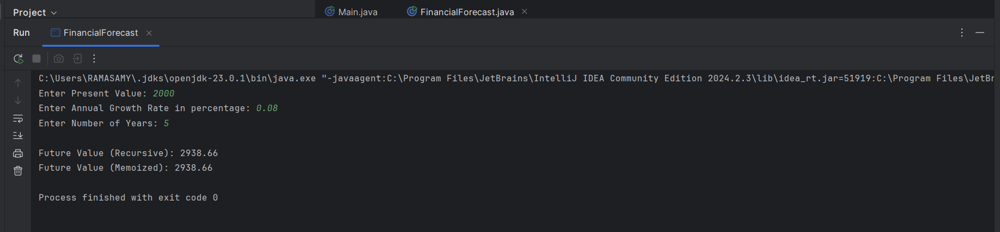 Project
Main.java
FinancialForecast.java
Run
FinancialForecast
C:\Users\RAMASAMY\.jdks\openjdk-23.0.1\bin\java.exe "-javaagent:C:\Program Files\JetBrains\IntelliJ IDEA Community Edition 2024.2.3\lib\idea_rt.jar=51919:C:\Program Files\JetBr
Enter Present Value: 2000
Enter Annual Growth Rate in percentage: 0.08
Enter Number of Years: 5
Future Value (Recursive): 2938.66
Future Value (Memoized): 2938.66
Process finished with exit code 0